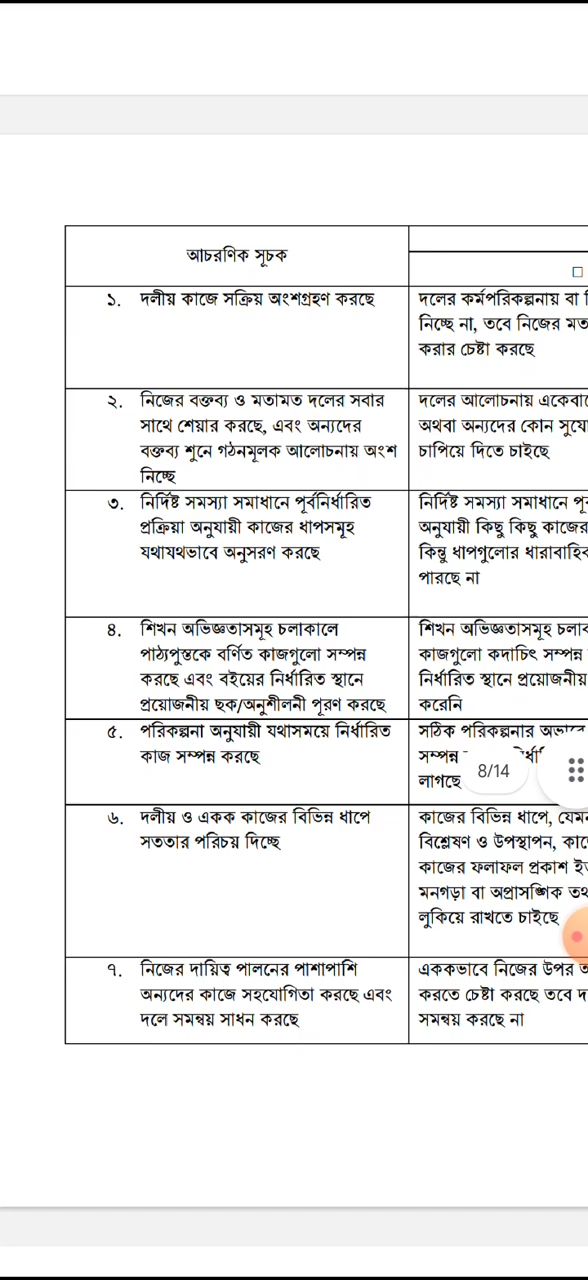 আচরণিক সূচক
১. দলীয় কাজে সক্রিয় অংশগ্রহণ করছে
দলের কর্মপরিকল্পনায় বা
নিচ্ছে না, তবে নিজের মত
করার চেষ্টা করছে
২. নিজের বক্তব্য ও মতামত দলের সবার
সাথে শেয়ার করছে, এবং অন্যদের
বক্তব্য শুনে গঠনমূলক আলোচনায় অংশ
নিচ্ছে
দলের আলোচনায়
অথবা অন্যদের কোন
চাপিয়ে দিতে চাইছে
৩. নির্দিষ্ট সমস্যা সমাধানে পূর্বনির্ধারিত
প্রক্রিয়া অনুযায়ী কাজের ধাপসমূহ
যথাযথভাবে অনুসরণ করছে
নির্দিষ্ট সমস্যা সমাধানে
অনুযায়ী কিছু কিছু কাজের
কিন্তু ধাপগুলোর
পারছে না
৪. শিখন অভিজ্ঞতাসমূহ চলাকালে
পাঠ্যপুস্তকে বর্ণিত কাজগুলো সম্পন্ন
করছে এবং বইয়ের নির্ধারিত স্থানে
প্রয়োজনীয় ছক/অনুশীলনী পূরণ করছে
শিখন অভিজ্ঞতাসমূহ
কাজগুলো কদাচিৎ সম্পন্ন
নির্ধারিত স্থানে প্রয়োজনীয়
করেনি
৫. পরিকল্পনা অনুযায়ী যথাসময়ে নির্ধারিত
কাজ সম্পন্ন করছে
সঠিক পরিকল্পনার
সম্পন্ন
লাগছে
8/14
৬. দলীয় ও একক কাজের বিভিন্ন ধাপে
সততার পরিচয় দিচ্ছে
কাজের বিভিন্ন ধাপে,
বিশ্লেষণ ও উপস্থাপন,
কাজের ফলাফল প্রকাশ
মনগড়া বা অপ্রাসঙ্গিক
লুকিয়ে রাখতে চাইছে
৭. নিজের দায়িত্ব পালনের পাশাপাশি
অন্যদের কাজে সহযোগিতা করছে এবং
দলে সমন্বয় সাধন করছে
এককভাবে নিজের উপর
করতে চেষ্টা করছে তবে
সমন্বয় করছে না